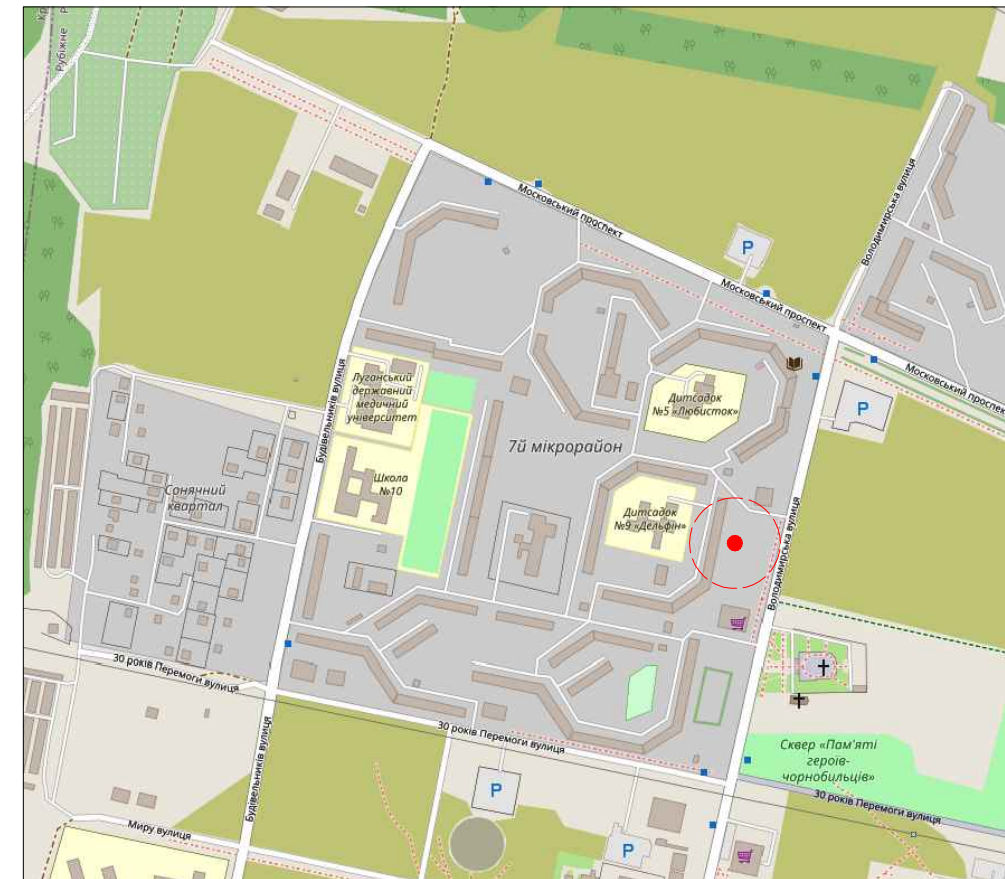 Кр
Рубіжне
Р
Московський проспект
Володимирська вулиця
P
Московський проспект
Московський проспек
P
Будівельників вулиця
Луганський
державний
медичний
університет
Дитсадок
№5 «Любисток»
7й мікрорайон
Школа
№10
Сонячний
квартал
Дитсадок
№9 «Дельфін»
Володимирська вулиця
30 років Перемоги вулиця
30 років Перемоги вулиця
Сквер «Пам'яті
героїв-
чорнобильців»
Будівельників вулиця
P
30 років Перемоги вулиця
Миру вулиця
P